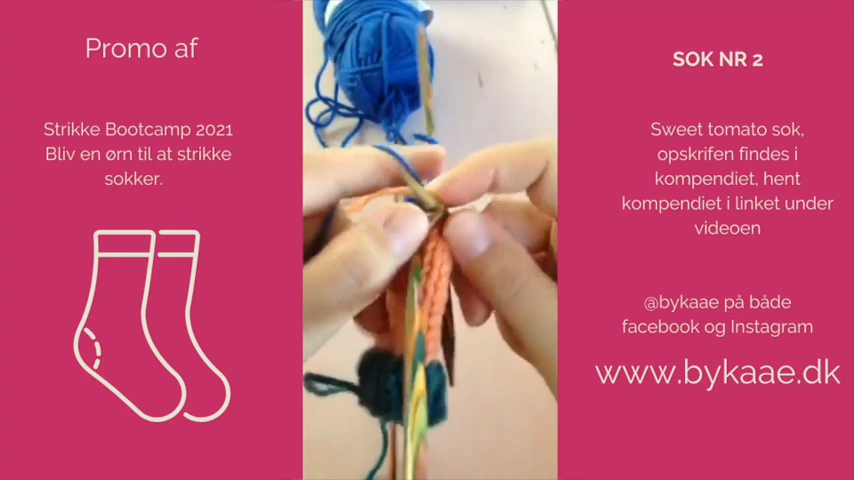 Promo af
Strikke Bootcamp 2021
Bliv en ørn til at strikke
sokker.
SOK NR 2
Sweet tomato sok,
opskrifen findes i
kompendiet, hent
kompendiet i linket under
videoen
@bykaae på både
facebook og Instagram
www.bykaae.dk